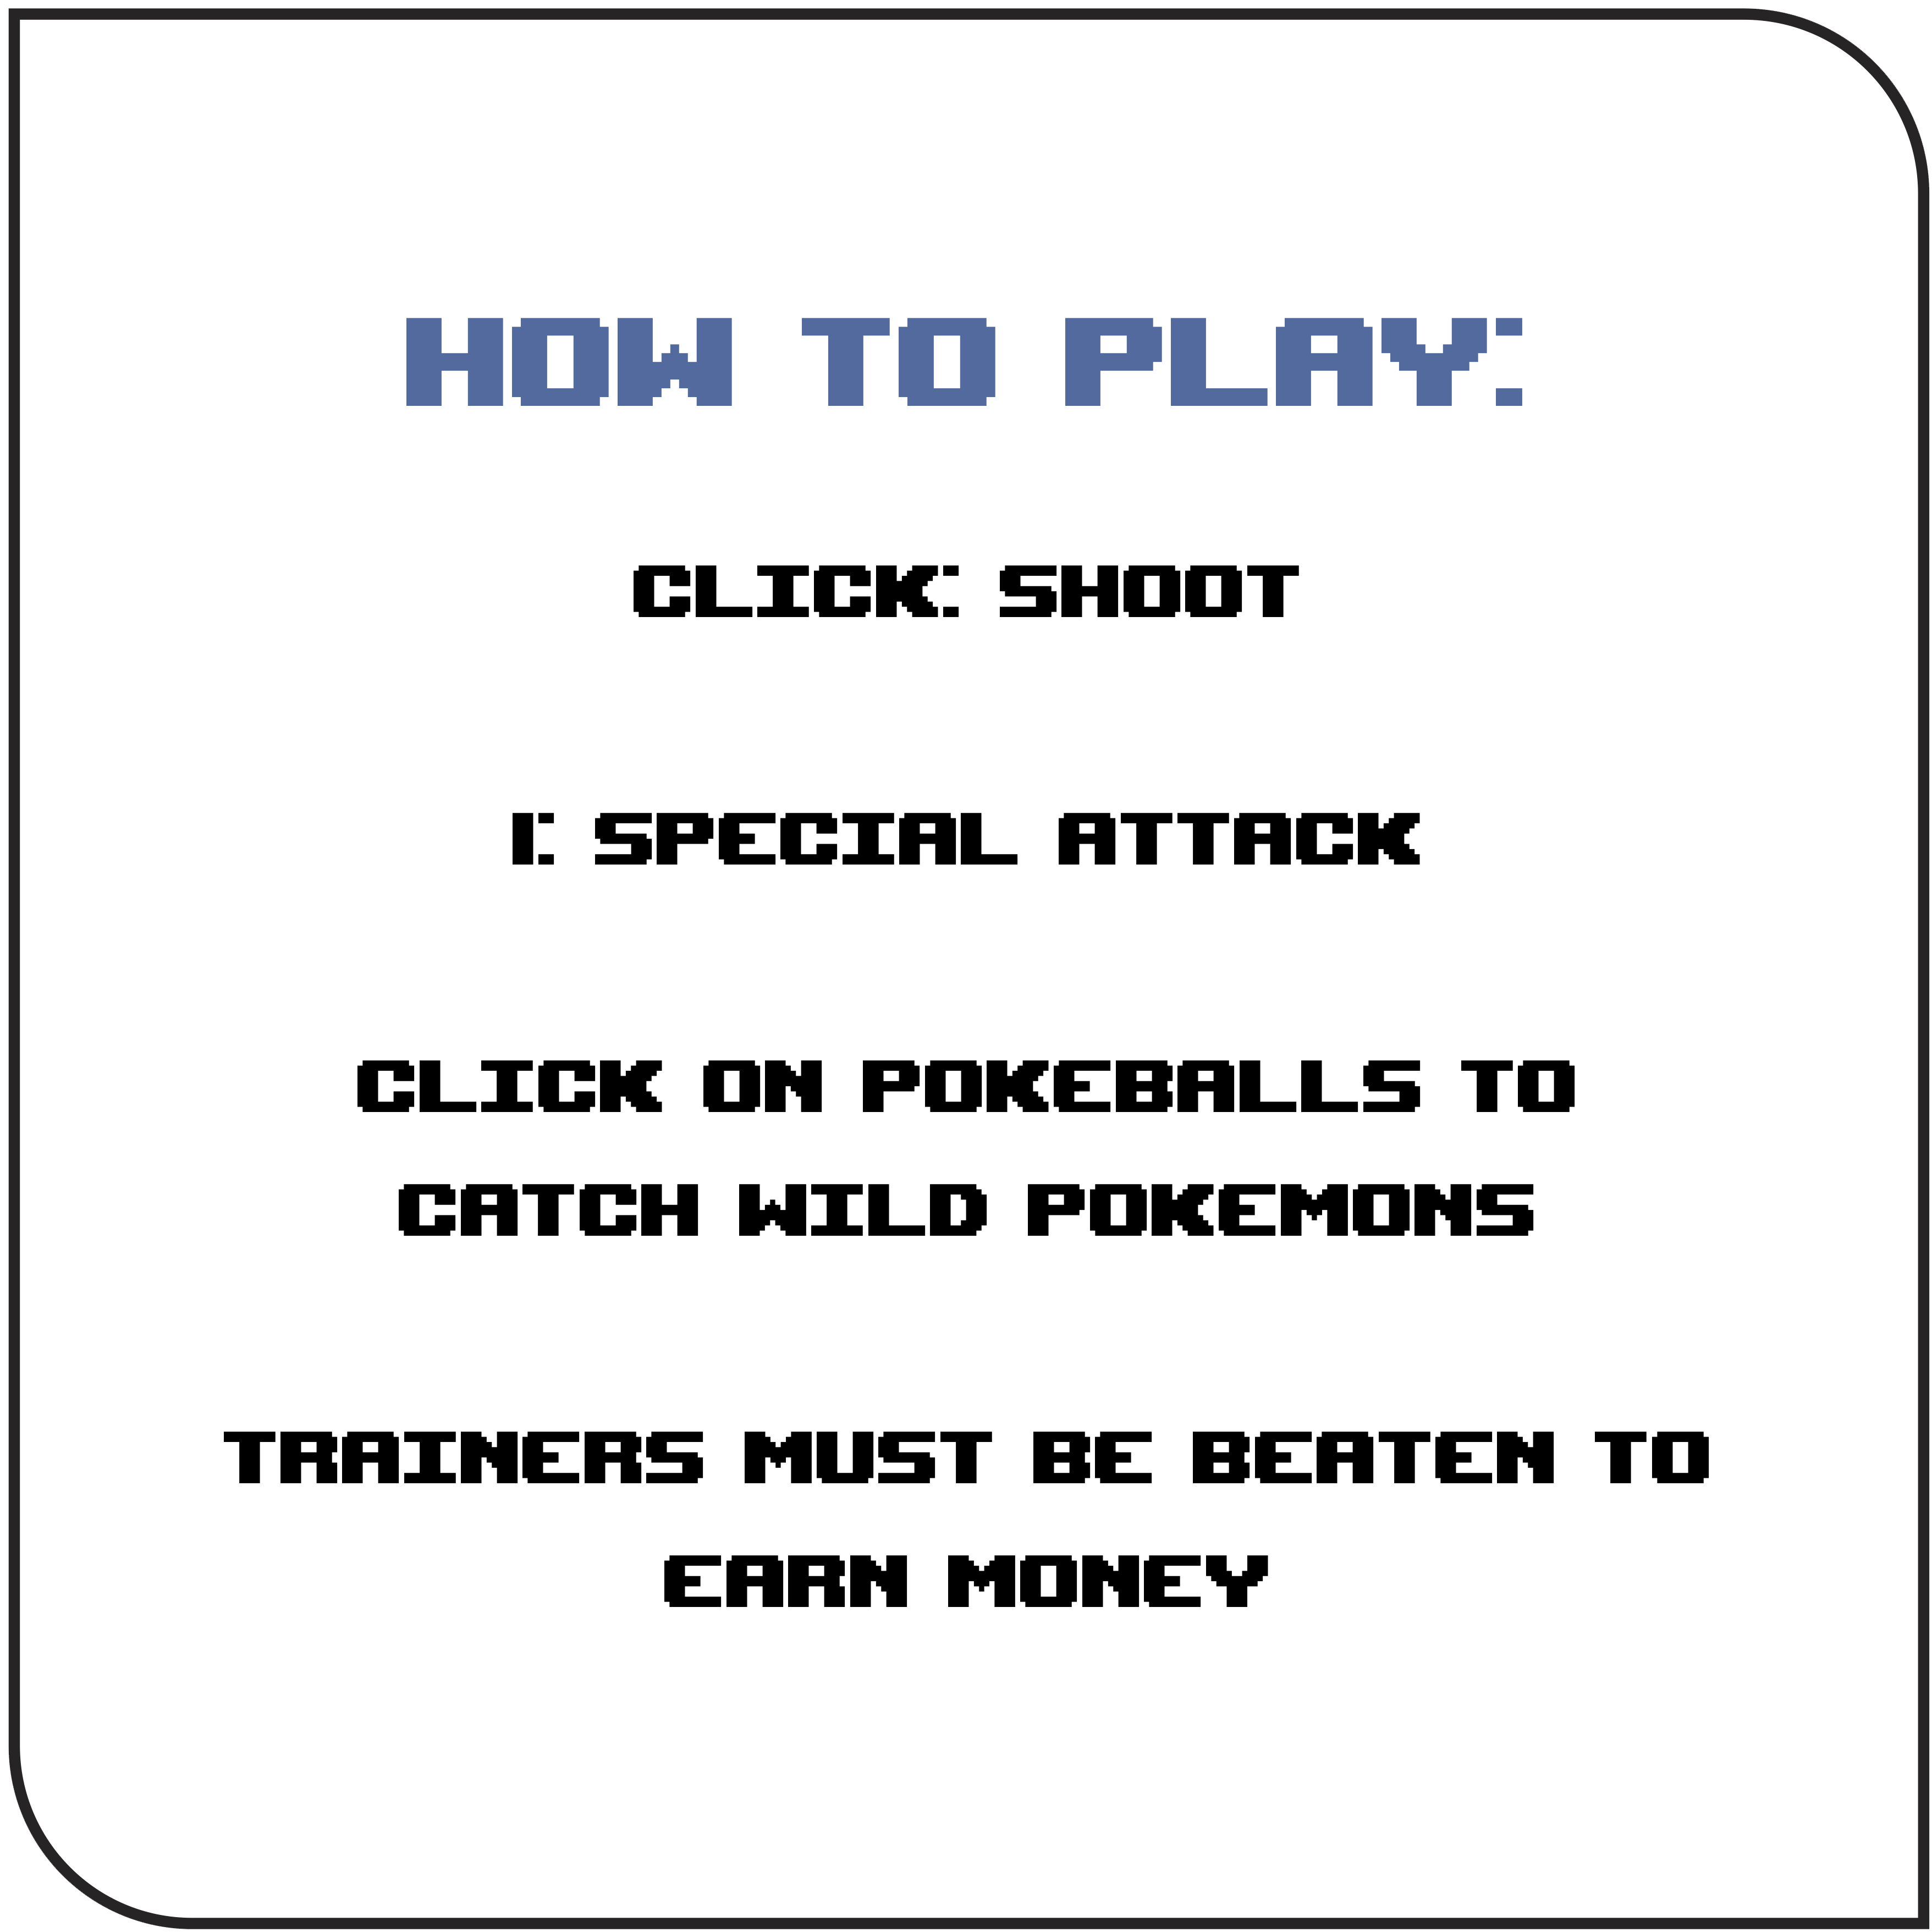 HOW TO PLAY:
CLICK: SHOOT
1: SPECIAL ATTACK
CLICK ON POKEBALLS TO
CATCH WILD POKEMONS
TRAINERS MUST BE BEATEN TO
EARN MONEY